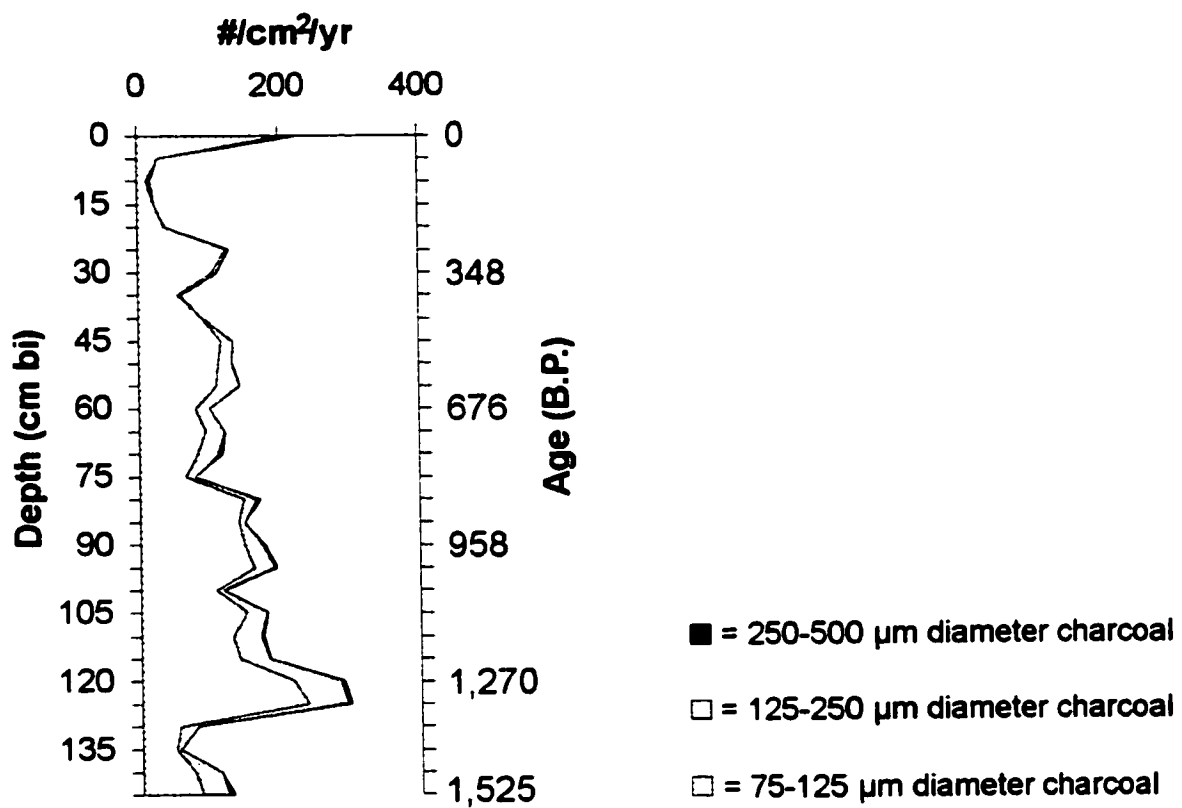 #/cm²/yr
0 200 400
0 0
15
30 348
45
60 676
75
90 958
105
120 1,270
135
1,525
Depth (cm bi)
Age (B.P.)
= 250-500 µm diameter charcoal
= 125-250 µm diameter charcoal
= 75-125 µm diameter charcoal